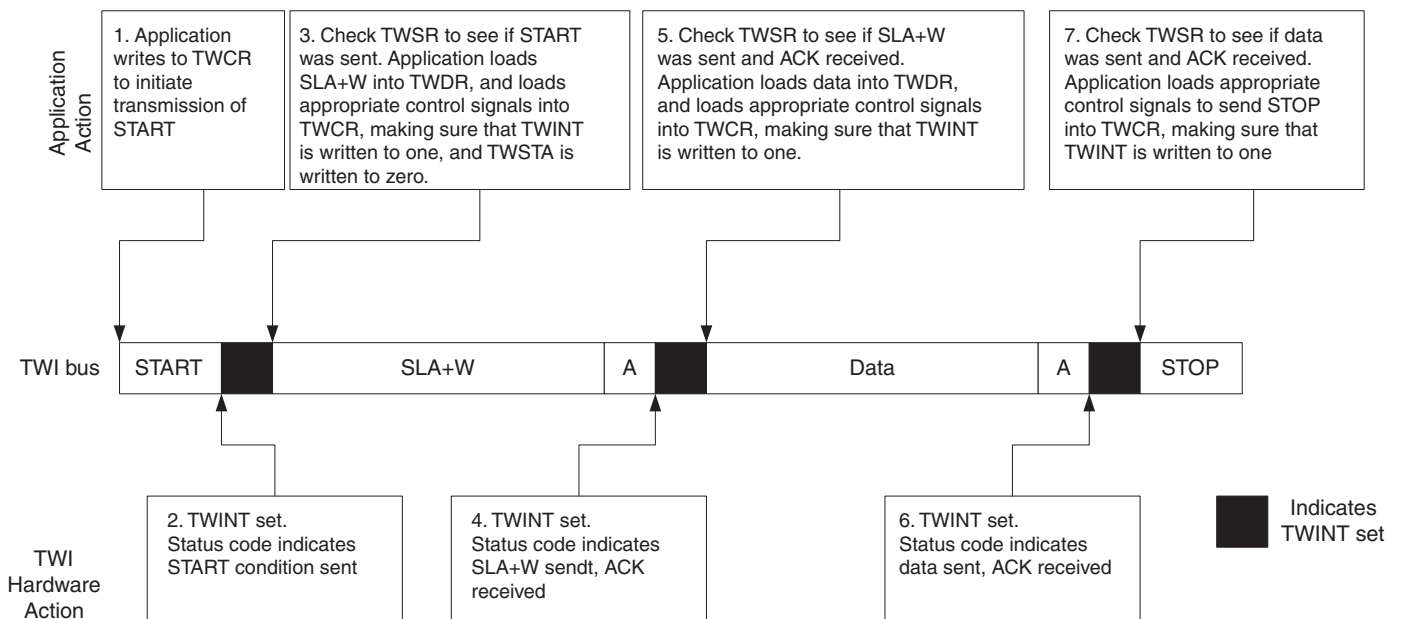 Application
Action
1. Application
writes to TWCR
to initiate
transmission of
START
3. Check TWSR to see if START
was sent. Application loads
SLA+W into TWDR, and loads
appropriate control signals into
TWCR, making sure that TWINT
is written to one, and TWSTA is
written to zero.
5. Check TWSR to see if SLA+W
was sent and ACK received.
Application loads data into TWDR,
and loads appropriate control signals
into TWCR, making sure that TWINT
is written to one.
7. Check TWSR to see if data
was sent and ACK received.
Application loads appropriate
control signals to send STOP
into TWCR, making sure that
TWINT is written to one
TWI bus
START
SLA+W
A
Data
A
STOP
2. TWINT set.
Status code indicates
START condition sent
4. TWINT set.
Status code indicates
SLA+W sendt, ACK
received
6. TWINT set.
Status code indicates
data sent, ACK received
Indicates
TWINT set
TWI
Hardware
Action